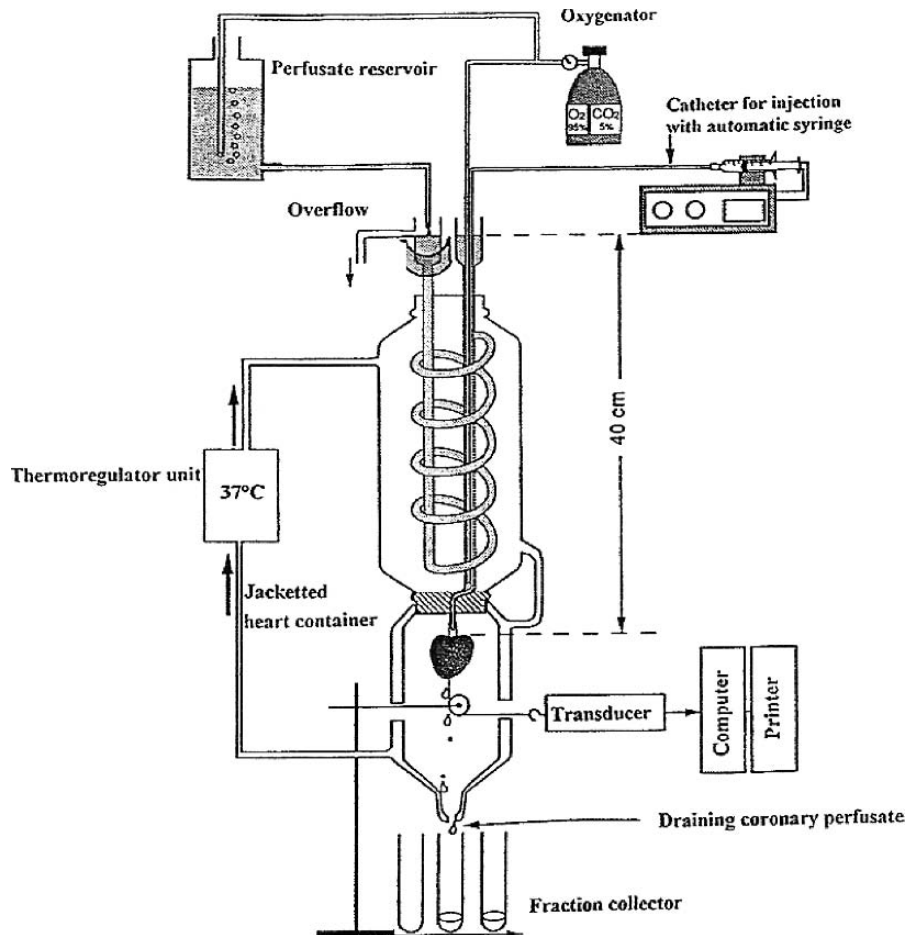 Oxygenator
Perfusate reservoir
O2 CO2
95% 5%
Catheter for injection
with automatic syringe
Overflow
40 cm
Thermoregulator unit
37°C
Jacketted
heart container
Transducer
Computer
Printer
Draining coronary perfusate
Fraction collector